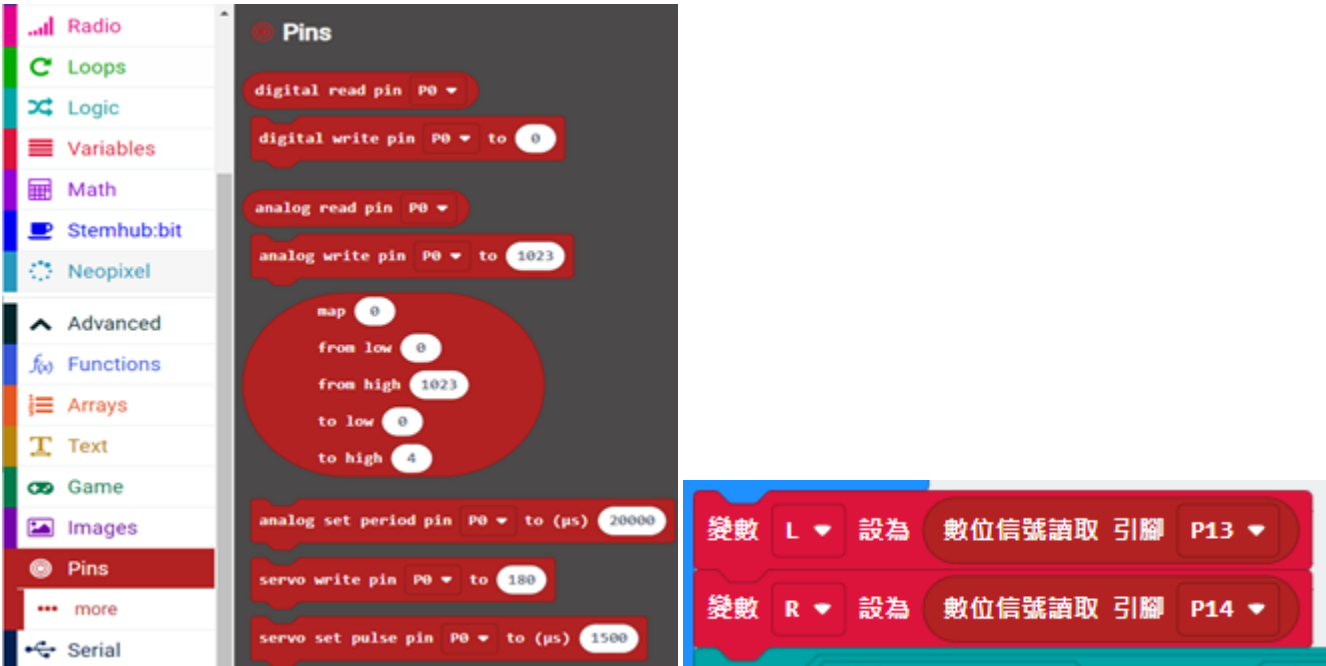 Radio
Loops
Logic
Variables
Math
Stemhub:bit
Neopixel
Advanced
f(x) Functions
Arrays
Text
Game
Images
Pins
more
Serial
Pins
digital read pin P0
digital write pin P0 to 0
analog read pin P0
analog write pin P0 to 1023
map 0
from low 0
from high 1023
to low 0
to high 4
analog set period pin P0 to (µs) 20000
servo write pin P0 to 180
servo set pulse pin P0 to (µs) 1500
變數 L 設為 數位信號讀取 引腳 P13
變數 R 設為 數位信號讀取 引腳 P14